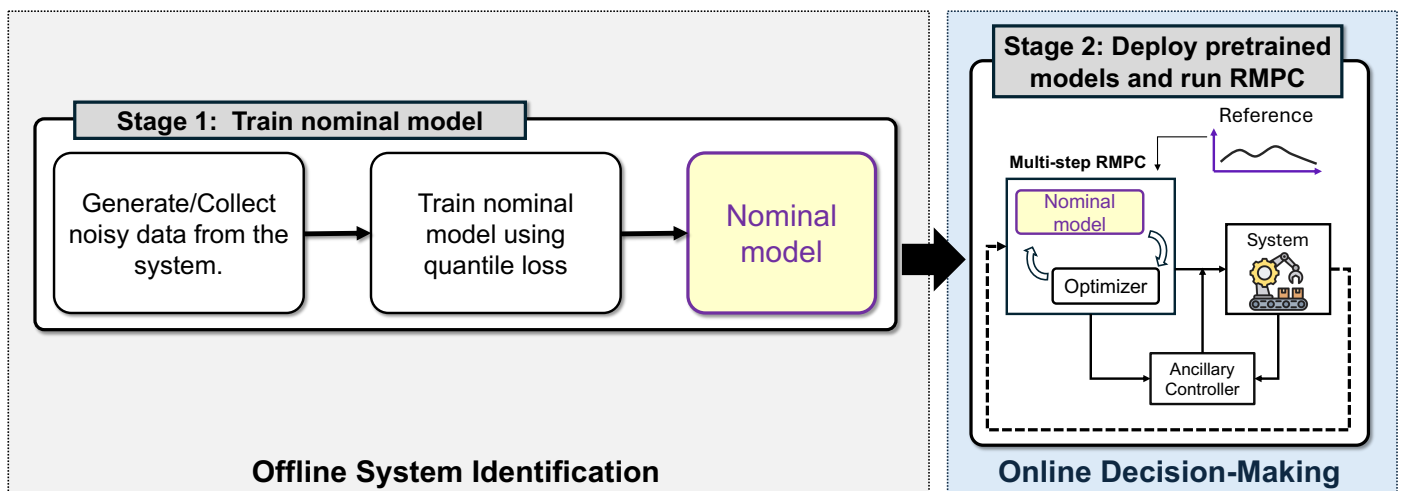 Stage 1:  Train nominal model
Generate/Collect
noisy data from the
system.
Train nominal
model using
quantile loss
Nominal
model
Offline System Identification
Stage 2: Deploy pretrained
models and run RMPC
Reference
Multi-step RMPC
Nominal
model
Optimizer
System
Ancillary
Controller
Online Decision-Making